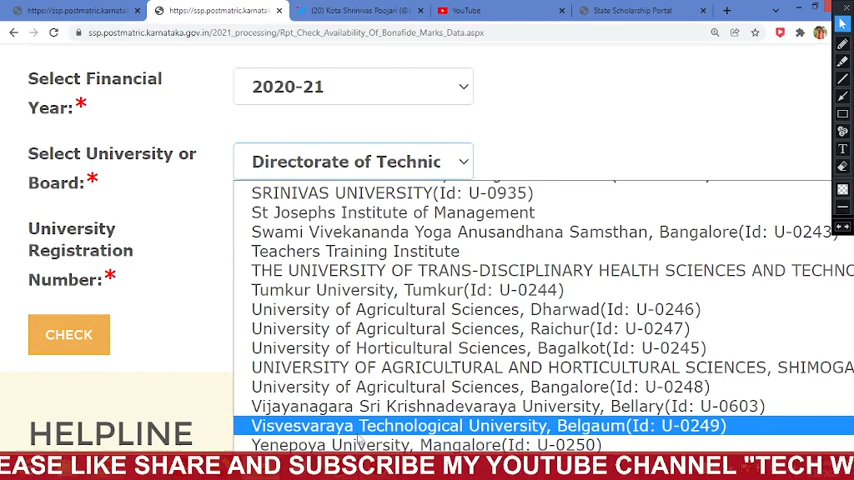 https://ssp.postmatric.karnataka
https://ssp.postmatric.karnata
(20) Kota Shrinivas Poojari (@
YouTube
State Scholarship Portal
ssp.postmatric.karnataka.gov.in/2021_processing/Rpt_Check_Availability_Of_Bonafide_Marks_Data.aspx
Select Financial
Year:*
2020-21
Select University or
Board:*
Directorate of Technic
SRINIVAS UNIVERSITY(Id: U-0935)
St Josephs Institute of Management
Swami Vivekananda Yoga Anusandhana Samsthan, Bangalore(Id: U-0243)
Teachers Training Institute
THE UNIVERSITY OF TRANS-DISCIPLINARY HEALTH SCIENCES AND TECHNO
Tumkur University, Tumkur(Id: U-0244)
University of Agricultural Sciences, Dharwad(Id: U-0246)
University of Agricultural Sciences, Raichur(Id: U-0247)
University of Horticultural Sciences, Bagalkot(Id: U-0245)
UNIVERSITY OF AGRICULTURAL AND HORTICULTURAL SCIENCES, SHIMOGA
University of Agricultural Sciences, Bangalore(Id: U-0248)
Vijayanagara Sri Krishnadevaraya University, Bellary(Id: U-0603)
Visvesvaraya Technological University, Belgaum(Id: U-0249)
Yenepoya University, Mangalore(Id: U-0250)
University
Registration
Number:*
CHECK
HELPLINE
EASE LIKE SHARE AND SUBSCRIBE MY YOUTUBE CHANNEL "TECH W